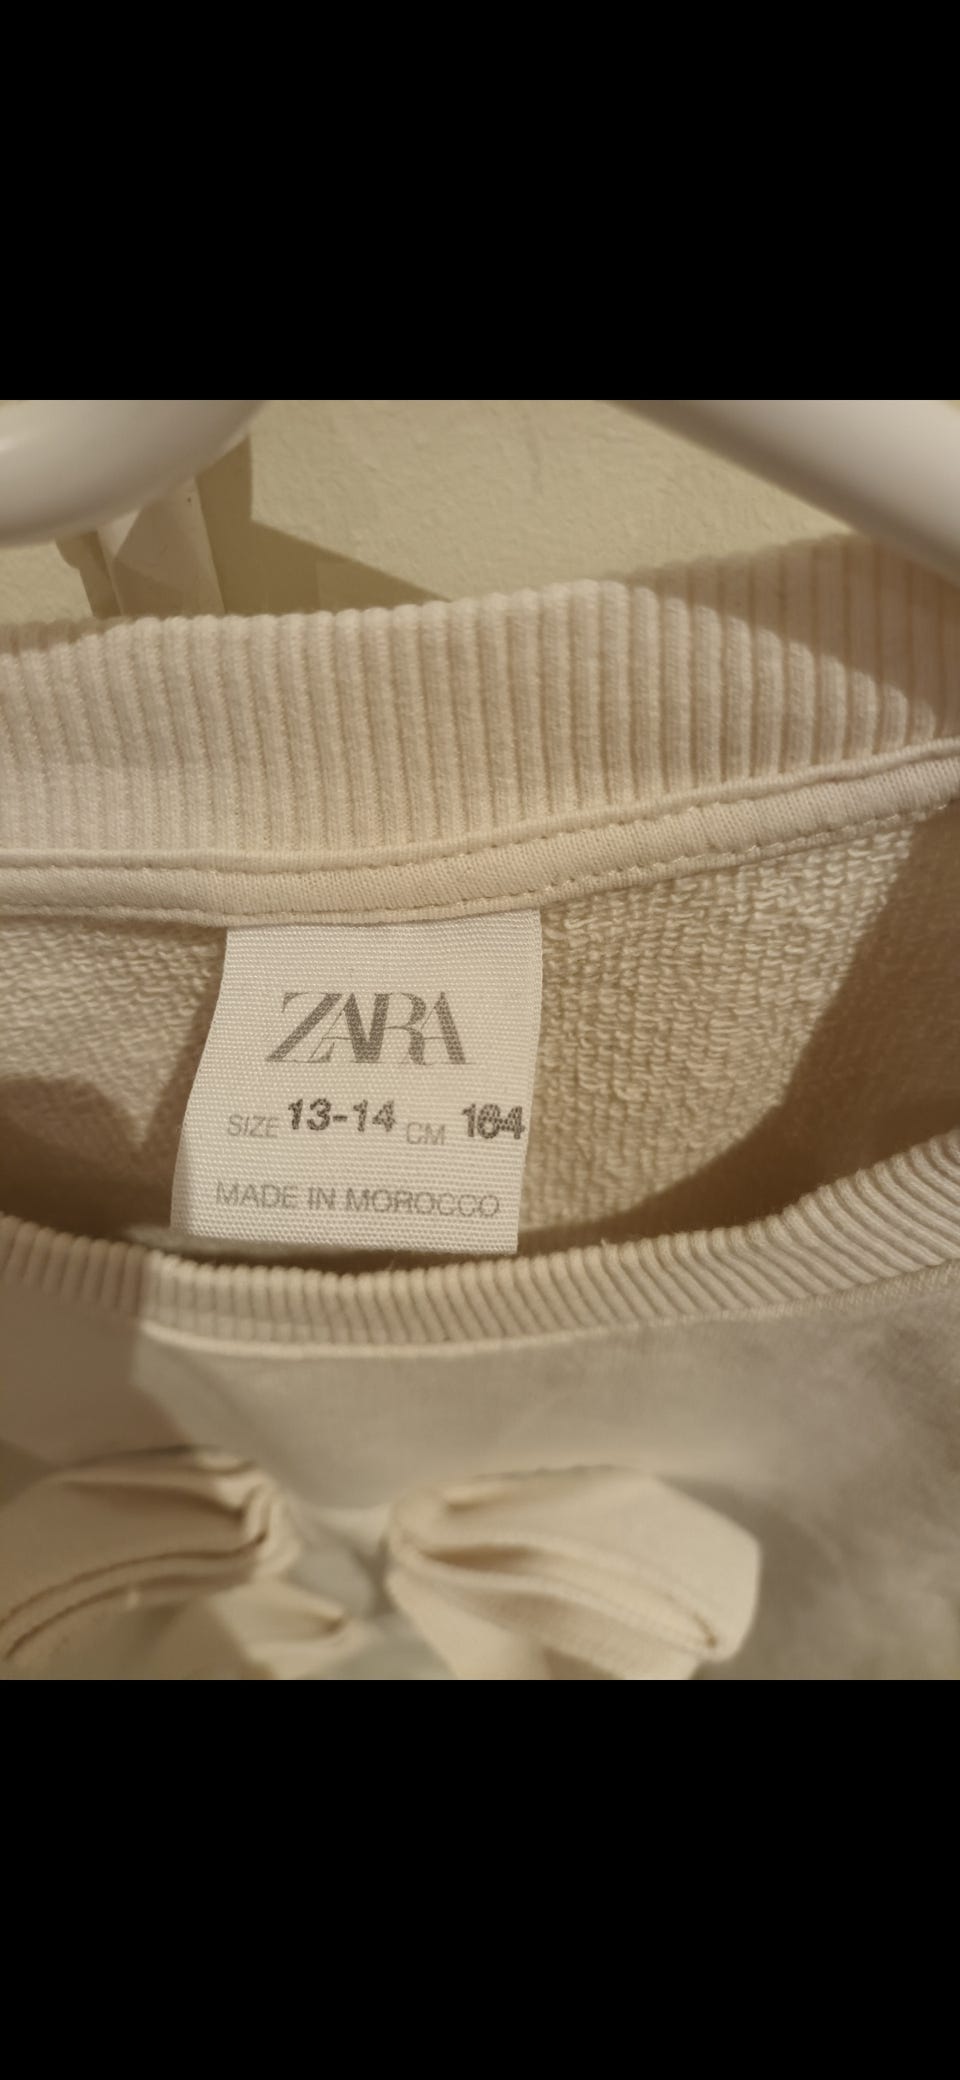 ZARA
SIZE 13-14 CM 164
MADE IN MOROCCO